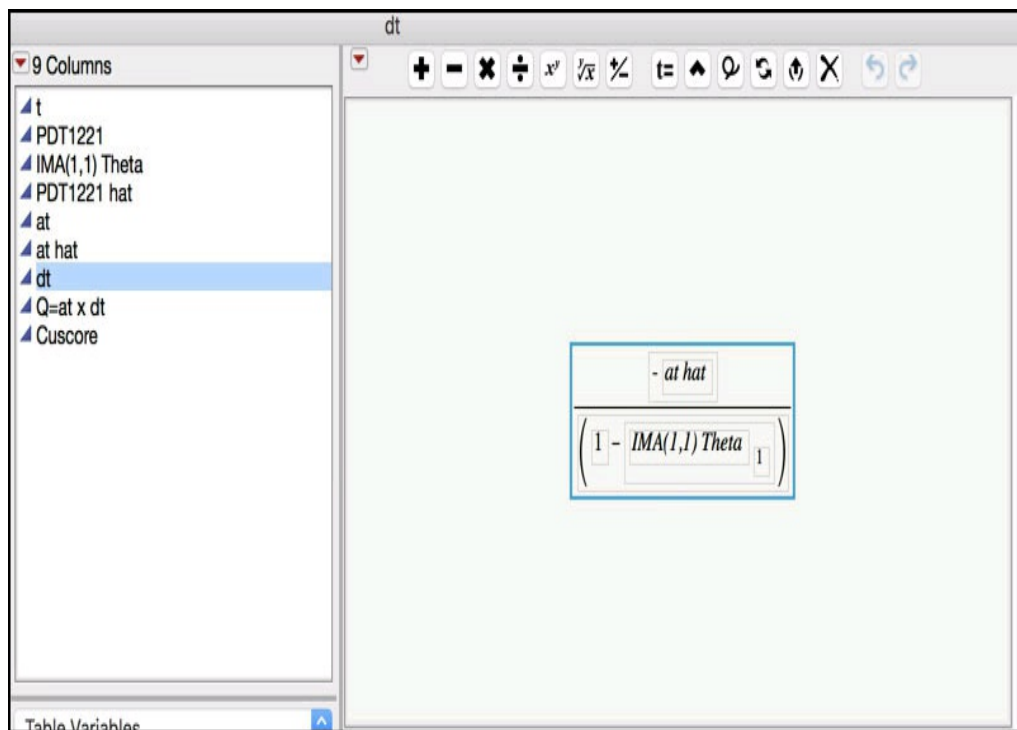 dt
9 Columns
t
PDT1221
IMA(1,1) Theta
PDT1221 hat
at
at hat
dt
Q=at x dt
Cuscore
Table Variables
t=
- at hat
( 1 - IMA(1,1) Theta 1 )